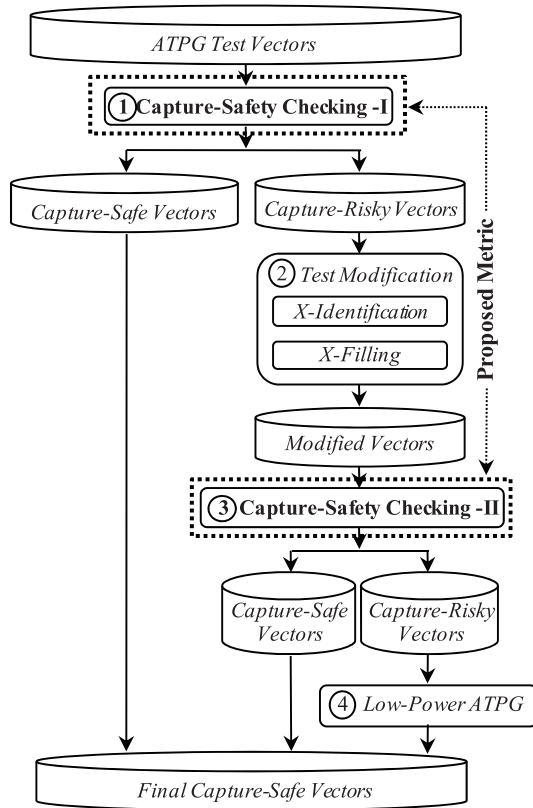 ATPG Test Vectors
1 Capture-Safety Checking -I
Capture-Safe Vectors
Capture-Risky Vectors
2 Test Modification
X-Identification
X-Filling
Proposed Metric
Modified Vectors
3 Capture-Safety Checking -II
Capture-Safe
Vectors
Capture-Risky
Vectors
4 Low-Power ATPG
Final Capture-Safe Vectors